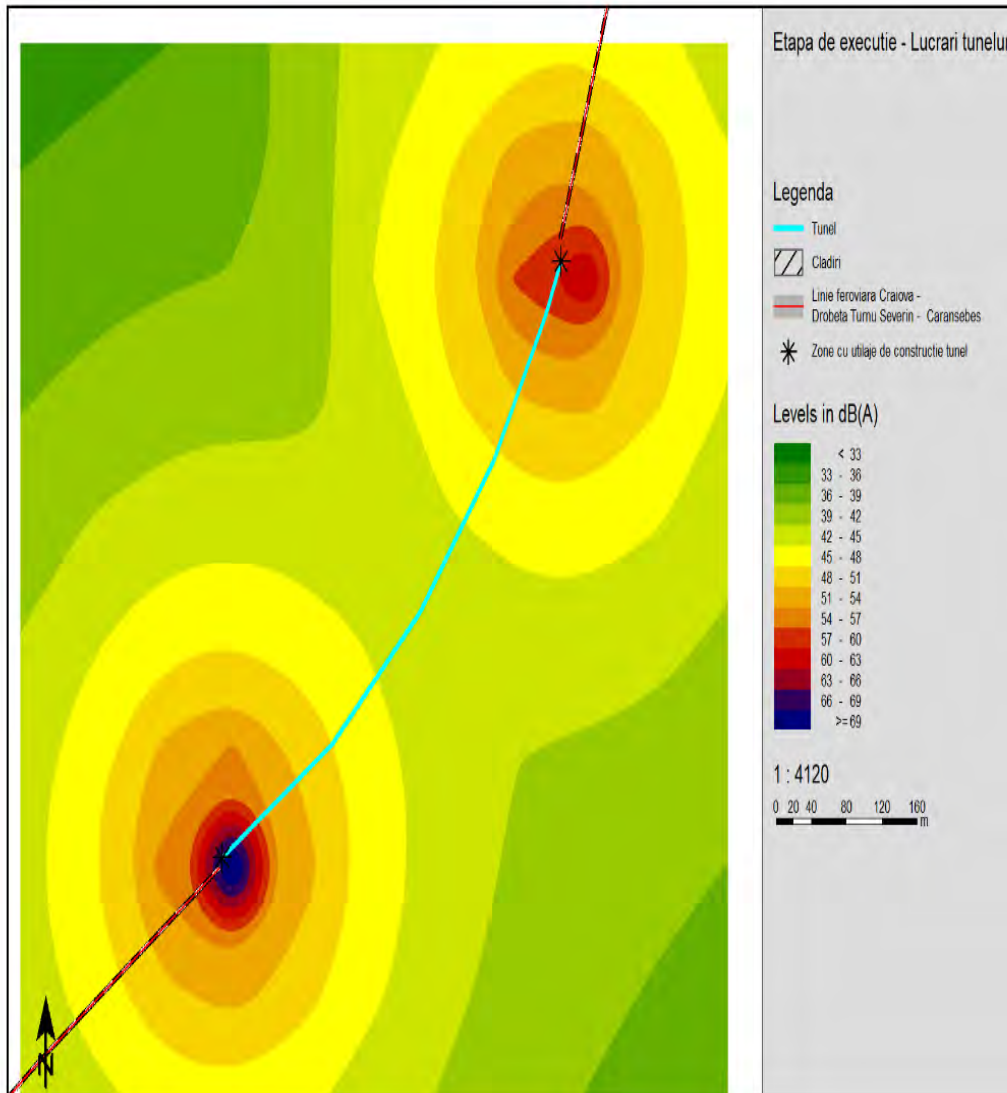 Etapa de executie - Lucrari tunelur
Legenda
Tunel
Cladiri
Linie feroviara Craiova -
Drobeta Turnu Severin - Caransebes
Zone cu utilaje de constructie tunel
Levels in dB(A)
< 33
33 - 36
36 - 39
39 - 42
42 - 45
45 - 48
48 - 51
51 - 54
54 - 57
57 - 60
60 - 63
63 - 66
66 - 69
>=69
1 : 4120
0 20 40 80 120 160
m
N